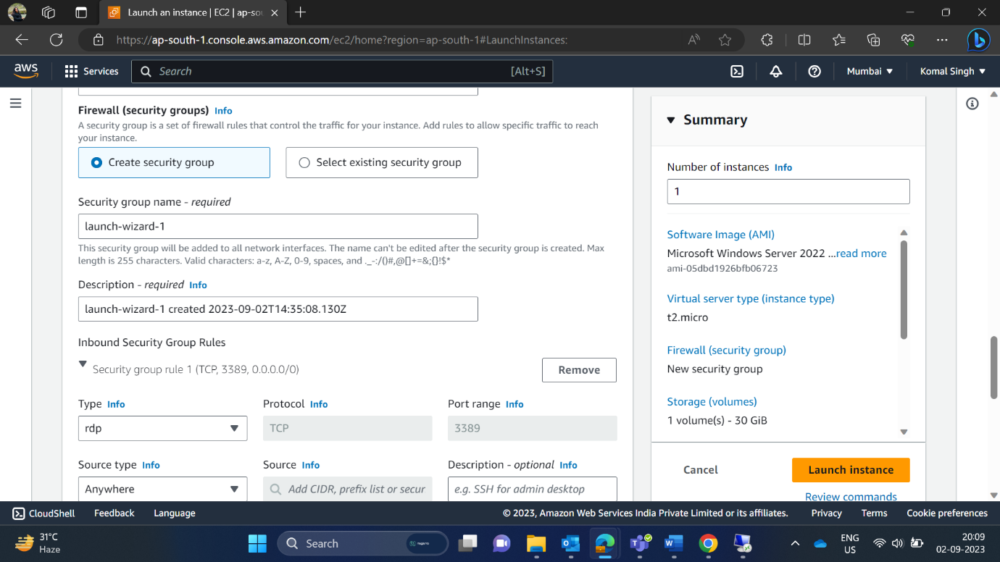 Launch an instance | EC2 | ap-so
https://ap-south-1.console.aws.amazon.com/ec2/home?region=ap-south-1#LaunchInstances:
aws
Services
Search
[Alt+S]
Mumbai
Komal Singh
Firewall (security groups) Info
A security group is a set of firewall rules that control the traffic for your instance. Add rules to allow specific traffic to reach
your instance.
Create security group
Select existing security group
Security group name - required
launch-wizard-1
This security group will be added to all network interfaces. The name can't be edited after the security group is created. Max
length is 255 characters. Valid characters: a-z, A-Z, 0-9, spaces, and ._-:/()#,@[]+=&;{}!$*
Description - required Info
launch-wizard-1 created 2023-09-02T14:35:08.130Z
Inbound Security Group Rules
Security group rule 1 (TCP, 3389, 0.0.0.0/0)
Remove
Type Info
Protocol Info
Port range Info
rdp
TCP
3389
Source type Info
Source Info
Description - optional Info
Anywhere
Add CIDR, prefix list or secur
e.g. SSH for admin desktop
Summary
Number of instances Info
1
Software Image (AMI)
Microsoft Windows Server 2022 ...read more
ami-05dbd1926bfb06723
Virtual server type (instance type)
t2.micro
Firewall (security group)
New security group
Storage (volumes)
1 volume(s) - 30 GiB
Cancel
Launch instance
Review commands
CloudShell
Feedback
Language
© 2023, Amazon Web Services India Private Limited or its affiliates.
Privacy
Terms
Cookie preferences
31°C
Haze
Search
ENG
US
20:09
02-09-2023